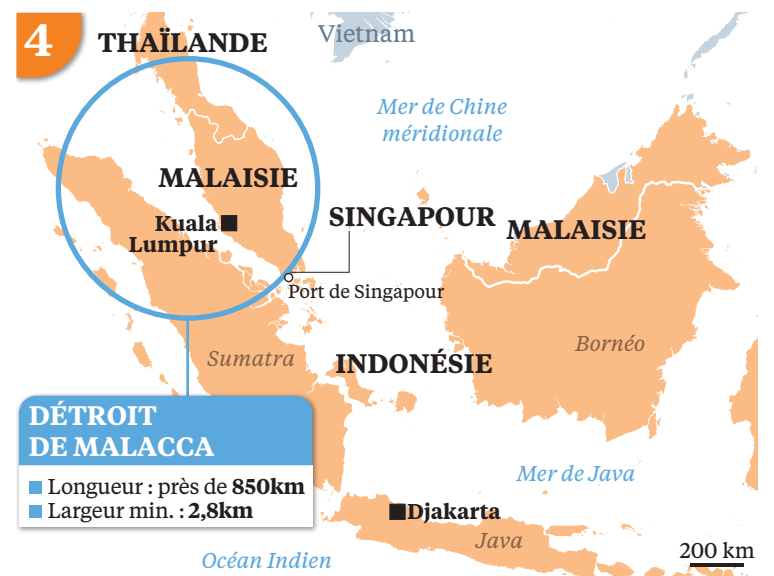 4
THAÏLANDE
Vietnam
Mer de Chine
méridionale
MALAISIE
SINGAPOUR
MALAISIE
Kuala
Lumpur
Port de Singapour
Sumatra
INDONÉSIE
Bornéo
DÉTROIT
DE MALACCA
Longueur : près de 850km
Largeur min. : 2,8km
Mer de Java
Djakarta
Java
Océan Indien
200 km